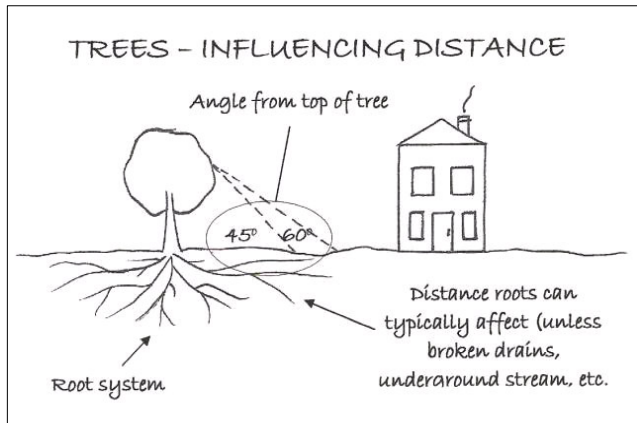 TREES – INFLUENCING DISTANCE
Angle from top of tree
45° 60°
Distance roots can
typically affect (unless
broken drains,
underaround stream, etc.
Root system